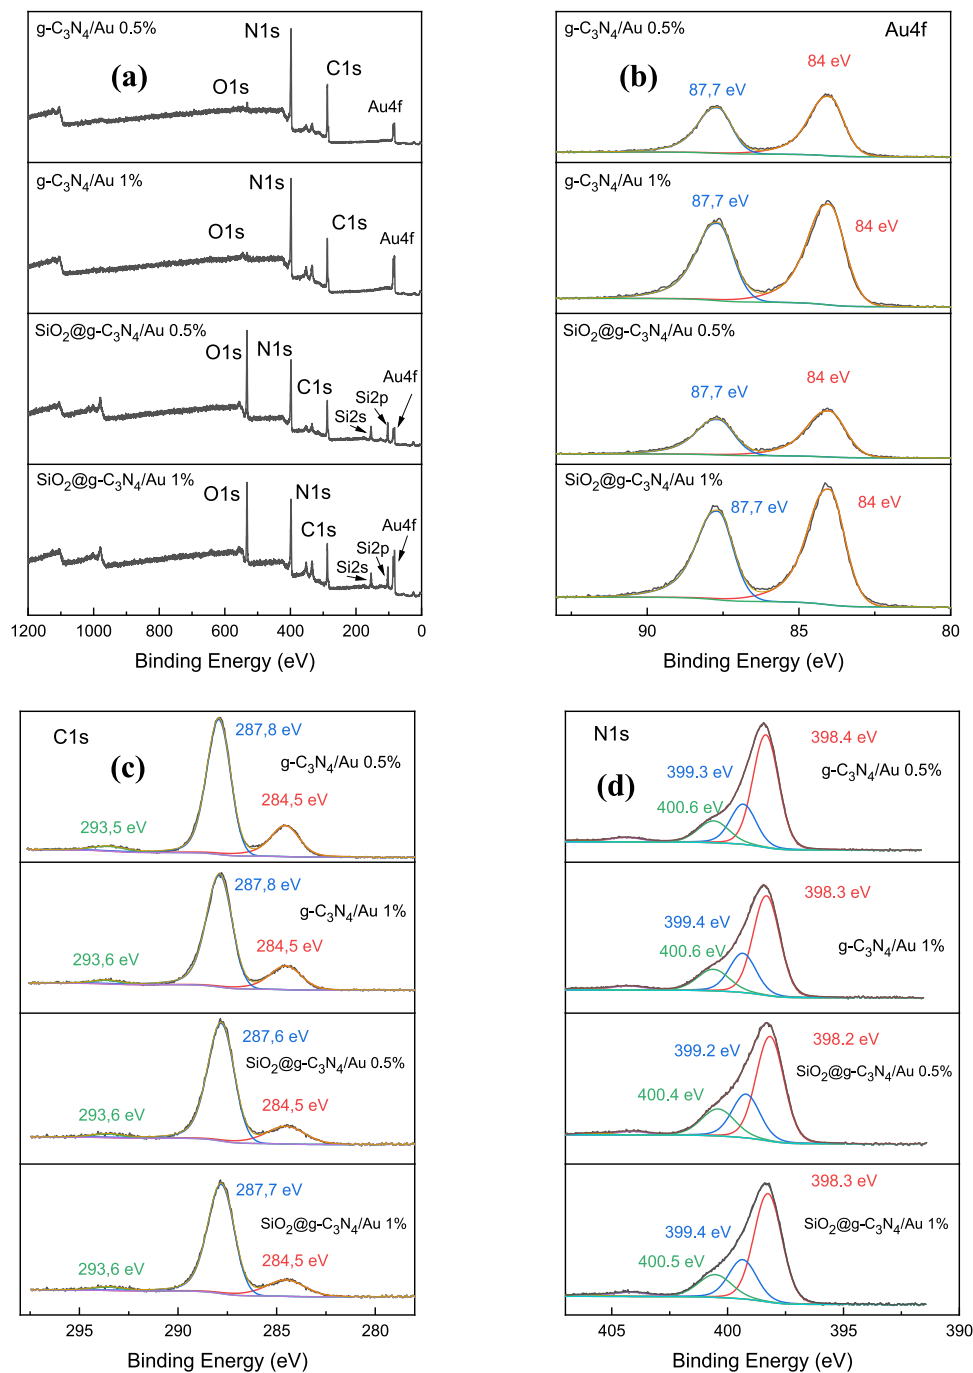 g-C₃N₄/Au 0.5%
(a)
N1s
C1s
O1s
Au4f
g-C₃N₄/Au 1%
N1s
C1s
O1s
Au4f
SiO₂@g-C₃N₄/Au 0.5%
O1s
N1s
C1s
Au4f
Si2p
Si2s
SiO₂@g-C₃N₄/Au 1%
O1s
N1s
C1s
Au4f
Si2p
Si2s
1200 1000 800 600 400 200 0
Binding Energy (eV)
g-C₃N₄/Au 0.5%
Au4f
(b)
84 eV
87,7 eV
g-C₃N₄/Au 1%
87,7 eV
84 eV
SiO₂@g-C₃N₄/Au 0.5%
87,7 eV
84 eV
SiO₂@g-C₃N₄/Au 1%
87,7 eV
84 eV
90 85 80
Binding Energy (eV)
C1s
(c)
287,8 eV
g-C₃N₄/Au 0.5%
284,5 eV
293,5 eV
287,8 eV
g-C₃N₄/Au 1%
284,5 eV
293,6 eV
287,6 eV
SiO₂@g-C₃N₄/Au 0.5%
284,5 eV
293,6 eV
287,7 eV
SiO₂@g-C₃N₄/Au 1%
284,5 eV
293,6 eV
295 290 285 280
Binding Energy (eV)
N1s
(d)
398.4 eV
399.3 eV
g-C₃N₄/Au 0.5%
400.6 eV
398.3 eV
399.4 eV
400.6 eV
g-C₃N₄/Au 1%
398.2 eV
399.2 eV
SiO₂@g-C₃N₄/Au 0.5%
400.4 eV
398.3 eV
399.4 eV
SiO₂@g-C₃N₄/Au 1%
400.5 eV
405 400 395 390
Binding Energy (eV)